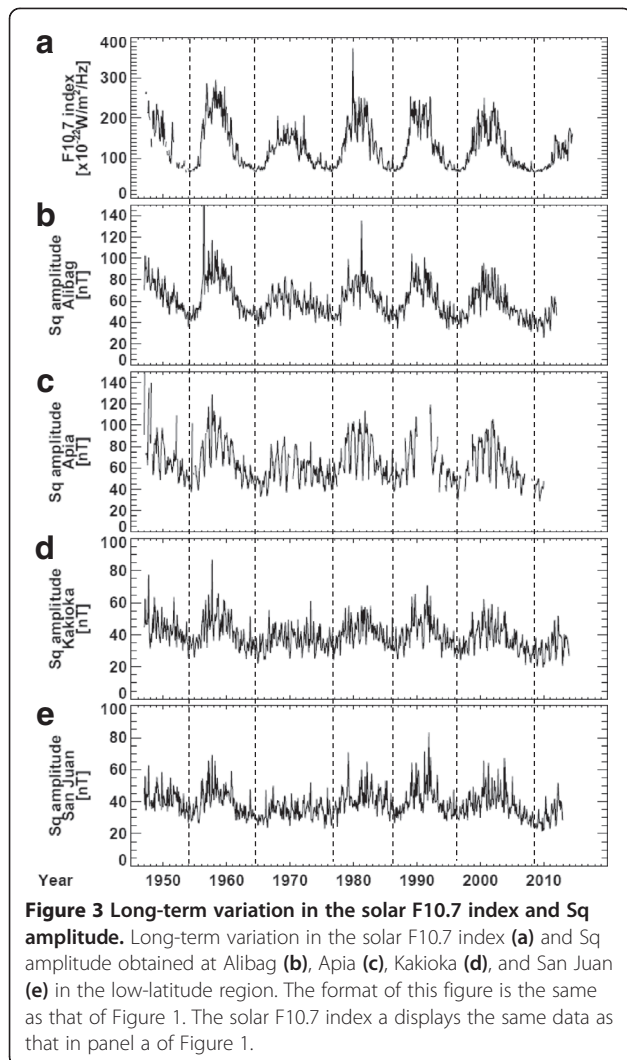 a
400
300
200
100
0
F10.7 index
[x10⁻²²W/m²/Hz]
b
140
120
100
80
60
40
20
0
Sq amplitude
Alibag
[nT]
c
140
120
100
80
60
40
20
0
Sq amplitude
Apia
[nT]
d
100
80
60
40
20
0
Sq amplitude
Kakioka
[nT]
e
100
80
60
40
20
0
Sq amplitude
San Juan
[nT]
Year 1950 1960 1970 1980 1990 2000 2010
Figure 3 Long-term variation in the solar F10.7 index and Sq
amplitude. Long-term variation in the solar F10.7 index (a) and Sq
amplitude obtained at Alibag (b), Apia (c), Kakioka (d), and San Juan
(e) in the low-latitude region. The format of this figure is the same
as that of Figure 1. The solar F10.7 index a displays the same data as
that in panel a of Figure 1.